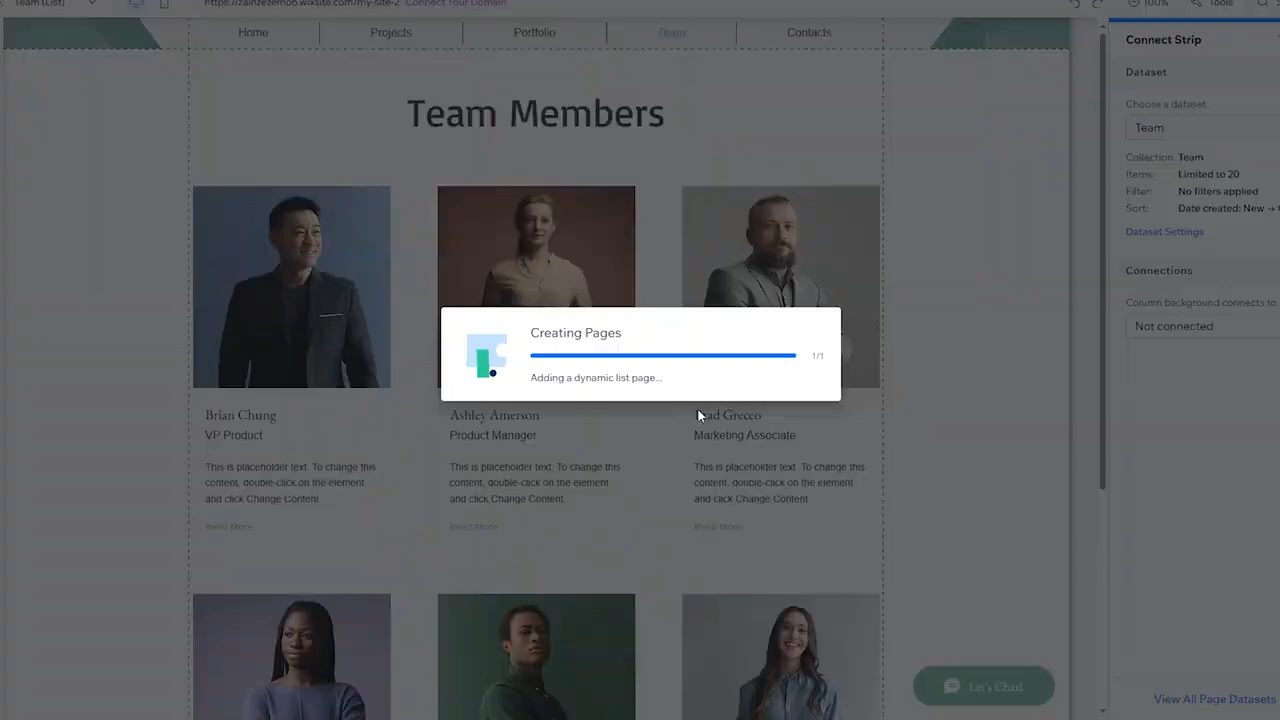 Team (List)
https://zainzezem06.wixsite.com/my-site-2 Connect Your Domain
100%
Tools
Home
Projects
Portfolio
Team
Contacts
Connect Strip
Dataset
Choose a dataset
Team
Collection: Team
Items: Limited to 20
Filter: No filters applied
Sort: Date created: New →
Dataset Settings
Connections
Column background connects to
Not connected
View All Page Datasets
Team Members
Creating Pages
1/1
Adding a dynamic list page...
Brian Chung
VP Product
This is placeholder text. To change this
content, double-click on the element
and click Change Content.
Read More
Ashley Amerson
Product Manager
This is placeholder text. To change this
content, double-click on the element
and click Change Content.
Read More
Grecco
Marketing Associate
This is placeholder text. To change this
content, double-click on the element
and click Change Content.
Read More
Let's Chat!